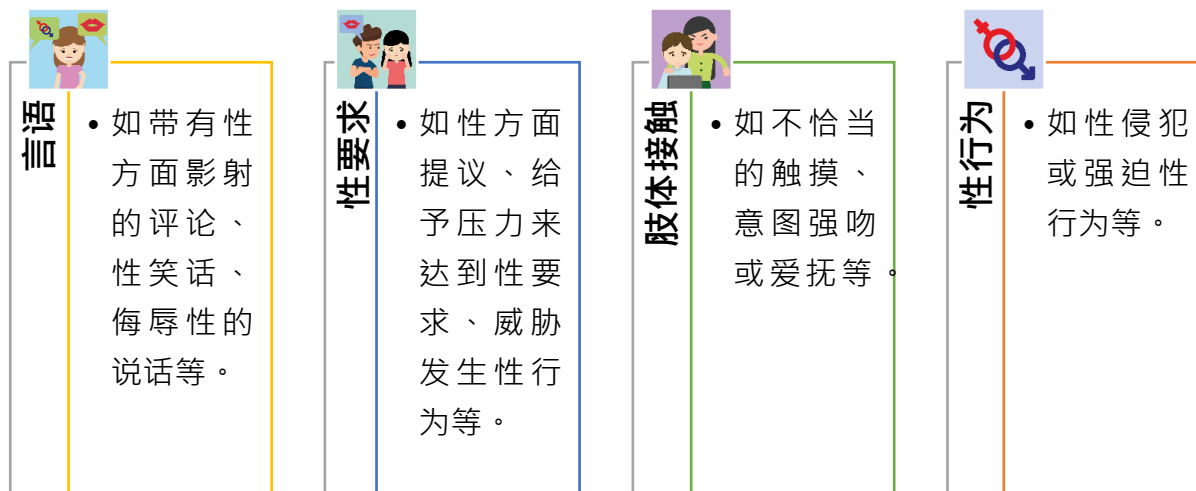 言语
• 如带有性
方面影射
的评论、
性笑话、
侮辱性的
说话等。
性要求
• 如性方面
提议、给
予压力来
达到性要
求、威胁
发生性行
为等。
肢体接触
• 如不恰当
的触摸、
意图强吻
或爱抚等。
性行为
• 如性侵犯
或强迫性
行为等。